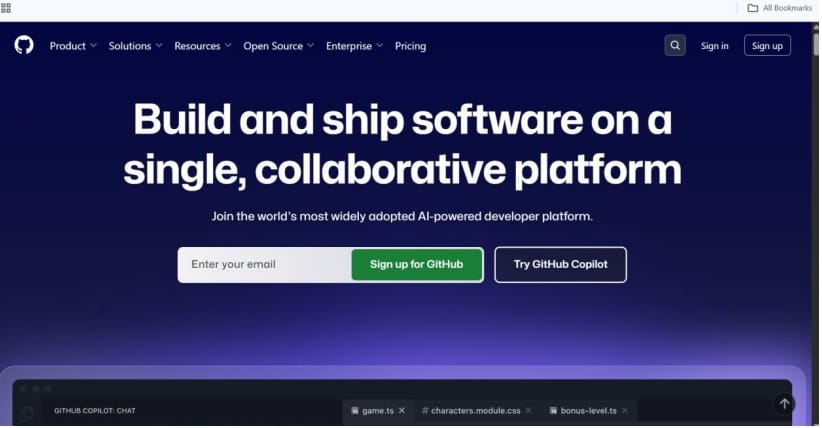 All Bookmarks
Product Solutions Resources Open Source Enterprise Pricing Sign in Sign up
Build and ship software on a
single, collaborative platform
Join the world's most widely adopted AI-powered developer platform.
Enter your email Sign up for GitHub Try GitHub Copilot
GITHUB COPILOT: CHAT game.ts # characters.module.css bonus-level.ts